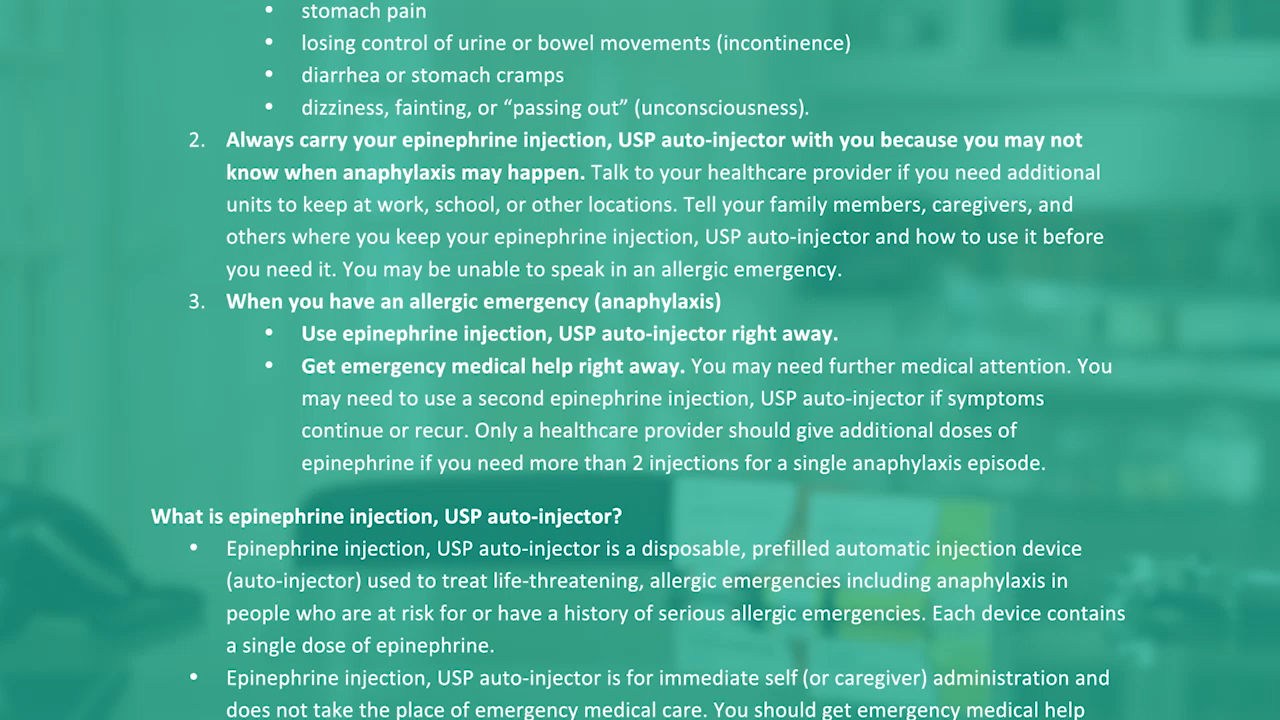 • stomach pain
• losing control of urine or bowel movements (incontinence)
• diarrhea or stomach cramps
• dizziness, fainting, or “passing out” (unconsciousness).
2. Always carry your epinephrine injection, USP auto-injector with you because you may not
know when anaphylaxis may happen. Talk to your healthcare provider if you need additional
units to keep at work, school, or other locations. Tell your family members, caregivers, and
others where you keep your epinephrine injection, USP auto-injector and how to use it before
you need it. You may be unable to speak in an allergic emergency.
3. When you have an allergic emergency (anaphylaxis)
• Use epinephrine injection, USP auto-injector right away.
• Get emergency medical help right away. You may need further medical attention. You
may need to use a second epinephrine injection, USP auto-injector if symptoms
continue or recur. Only a healthcare provider should give additional doses of
epinephrine if you need more than 2 injections for a single anaphylaxis episode.
What is epinephrine injection, USP auto-injector?
• Epinephrine injection, USP auto-injector is a disposable, prefilled automatic injection device
(auto-injector) used to treat life-threatening, allergic emergencies including anaphylaxis in
people who are at risk for or have a history of serious allergic emergencies. Each device contains
a single dose of epinephrine.
• Epinephrine injection, USP auto-injector is for immediate self (or caregiver) administration and
does not take the place of emergency medical care. You should get emergency medical help